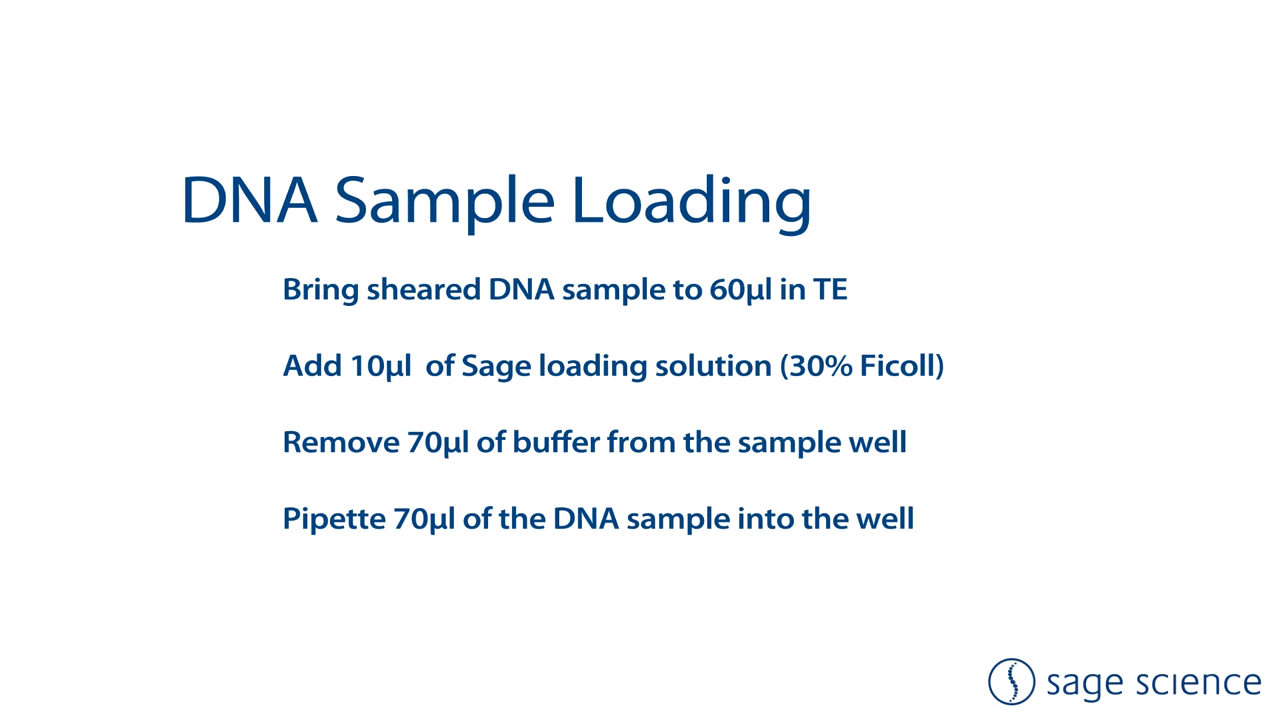 DNA Sample Loading
Bring sheared DNA sample to 60µl in TE
Add 10µl  of Sage loading solution (30% Ficoll)
Remove 70µl of buffer from the sample well
Pipette 70µl of the DNA sample into the well
sage science